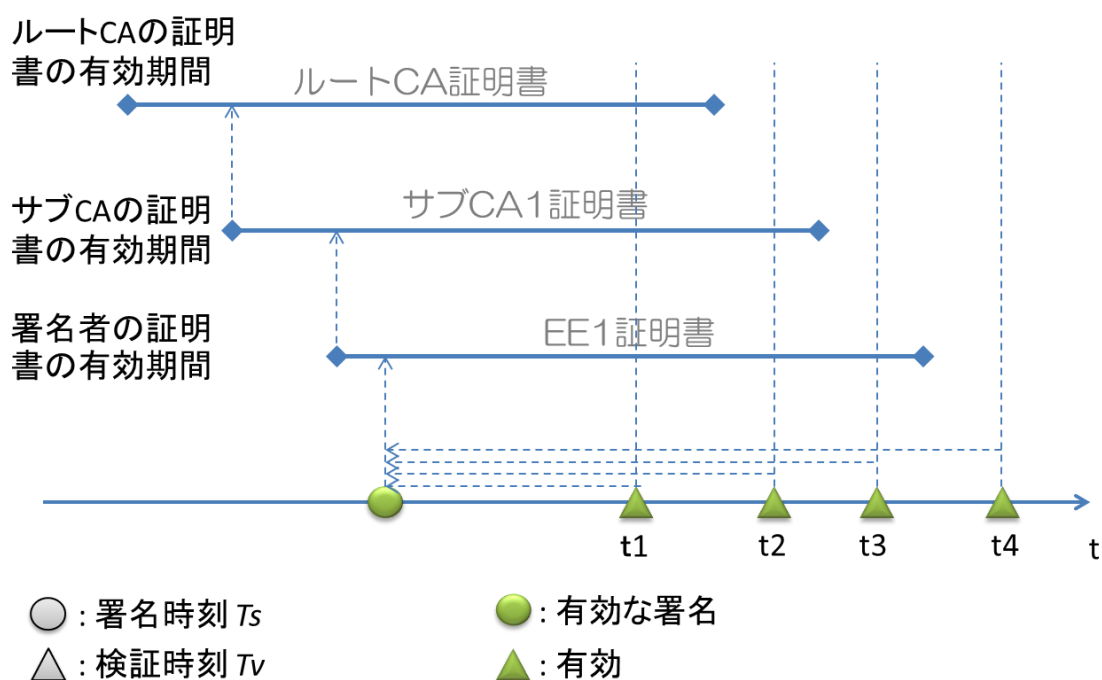 ルートCAの証明
書の有効期間
ルートCA証明書
サブCAの証明
書の有効期間
サブCA1証明書
署名者の証明
書の有効期間
EE1証明書
t1
t2
t3
t4
t
: 署名時刻 Ts
: 有効な署名
: 検証時刻 Tv
: 有効